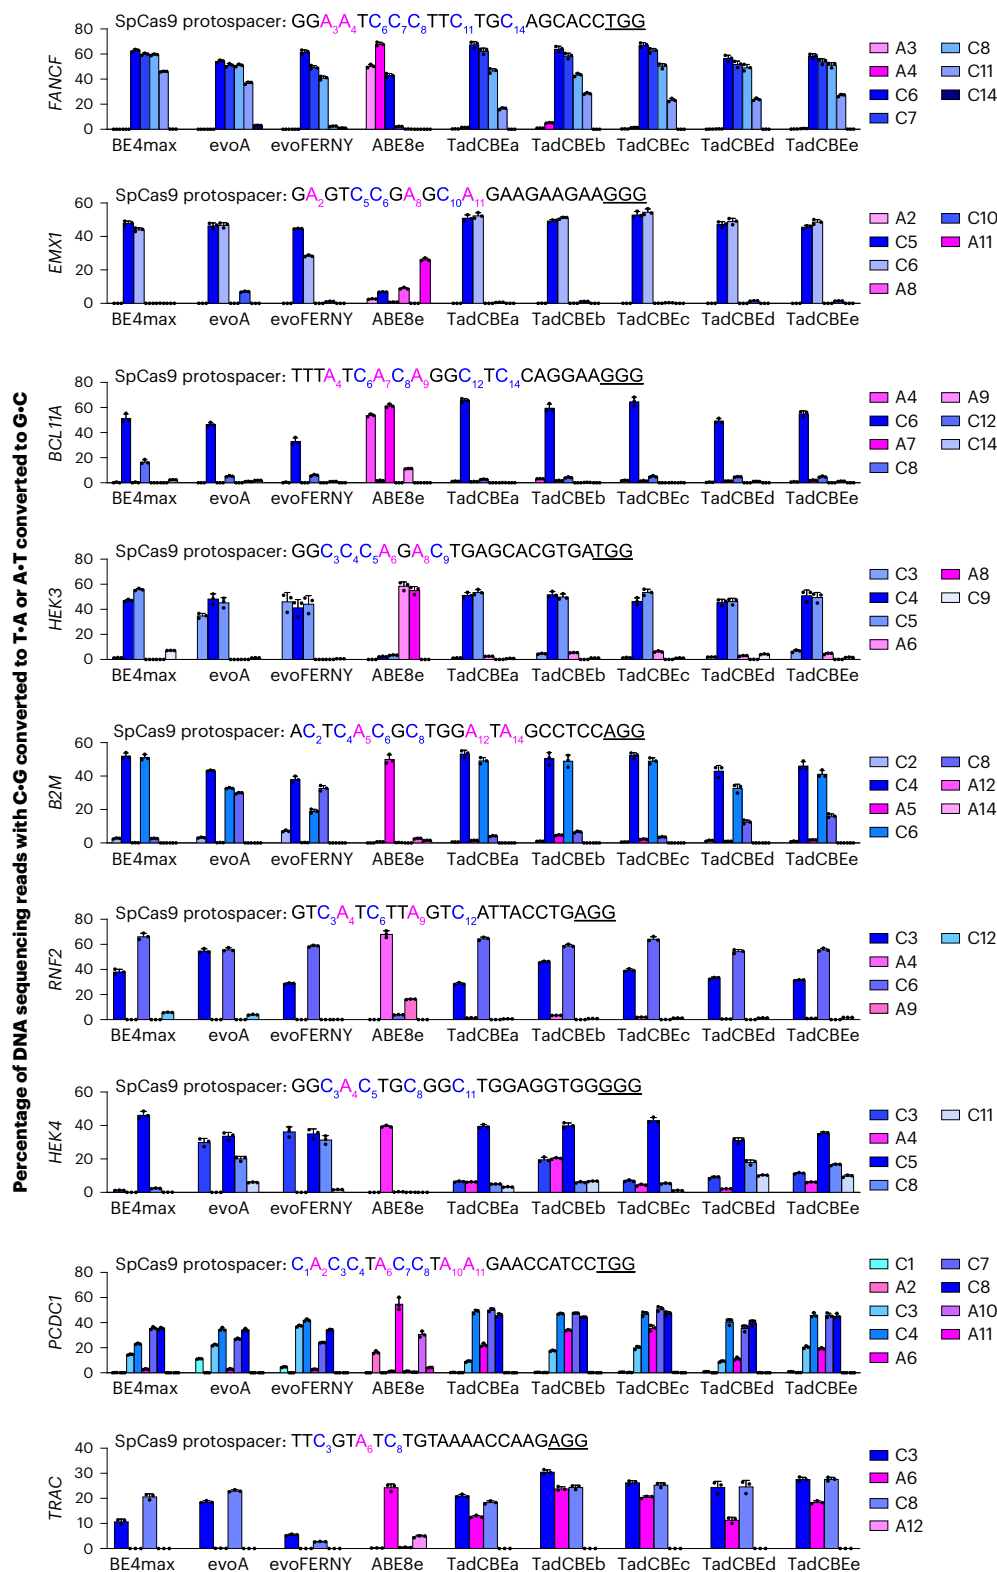 Percentage of DNA sequencing reads with C•G converted to T•A or A•T converted to G•C
SpCas9 protospacer: GGA3A4TC6C7C8TTC11TGC14AGCACCTGG
FANCF
80
60
40
20
0
BE4max evoA evoFERNY ABE8e TadCBEa TadCBEb TadCBEc TadCBEd TadCBEe
A3 C8
A4 C11
C6 C14
C7
SpCas9 protospacer: GA2GTC5C6GA8GC10A11GAAGAAGAAGGG
EMX1
60
40
20
0
BE4max evoA evoFERNY ABE8e TadCBEa TadCBEb TadCBEc TadCBEd TadCBEe
A2 C10
C5 A11
C6
A8
SpCas9 protospacer: TTTA4TC6A7C8A9GGC12TC14CAGGAAGGG
BCL11A
80
60
40
20
0
BE4max evoA evoFERNY ABE8e TadCBEa TadCBEb TadCBEc TadCBEd TadCBEe
A4 A9
C6 C12
A7 C14
C8
SpCas9 protospacer: GGC3C4C5A6GA8C9TGAGCACGTGATGG
HEK3
80
60
40
20
0
BE4max evoA evoFERNY ABE8e TadCBEa TadCBEb TadCBEc TadCBEd TadCBEe
C3 A8
C4 C9
C5
A6
SpCas9 protospacer: AC2TC4A5C6GC8TGGA12TA14GCCTCCAGG
B2M
60
40
20
0
BE4max evoA evoFERNY ABE8e TadCBEa TadCBEb TadCBEc TadCBEd TadCBEe
C2 C8
C4 A12
A5 A14
C6
SpCas9 protospacer: GTC3A4TC6TTA9GTC12ATTACCTGAGG
RNF2
80
60
40
20
0
BE4max evoA evoFERNY ABE8e TadCBEa TadCBEb TadCBEc TadCBEd TadCBEe
C3 C12
A4
C6
A9
SpCas9 protospacer: GGC3A4C5TGC8GGC11TGGAGGTGGGGG
HEK4
60
40
20
0
BE4max evoA evoFERNY ABE8e TadCBEa TadCBEb TadCBEc TadCBEd TadCBEe
C3 C11
A4
C5
C8
SpCas9 protospacer: C1A2C3C4TA6C7C8TA10A11GAACCATCCTGG
PCDC1
80
60
40
20
0
BE4max evoA evoFERNY ABE8e TadCBEa TadCBEb TadCBEc TadCBEd TadCBEe
C1 C7
A2 C8
C3 A10
C4 A11
A6
SpCas9 protospacer: TTC3GTA6TC8TGTAAAACCAAGAGG
TRAC
40
30
20
10
0
BE4max evoA evoFERNY ABE8e TadCBEa TadCBEb TadCBEc TadCBEd TadCBEe
C3
A6
C8
A12